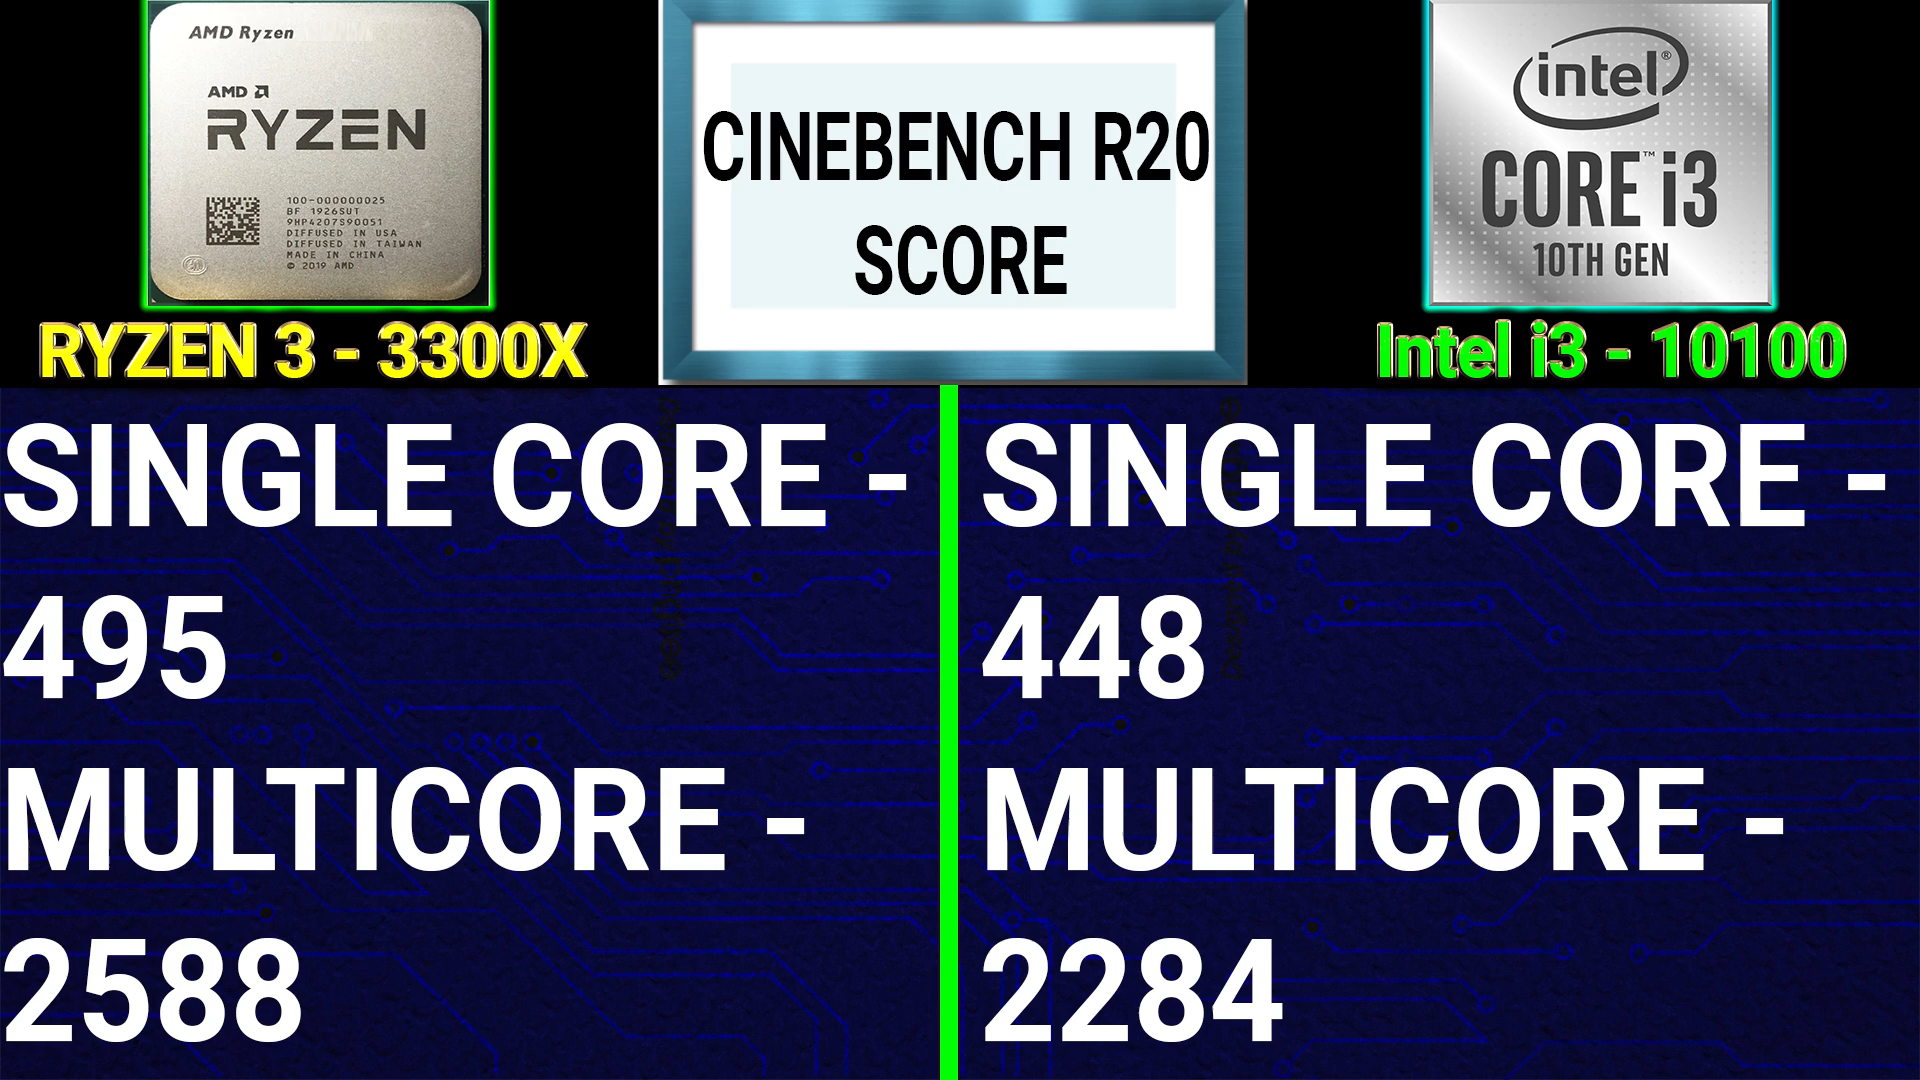 AMD Ryzen
AMD
RYZEN
100-000000025
BF 1926SUT
9HP4207S90051
DIFFUSED IN USA
DIFFUSED IN TAIWAN
MADE IN CHINA
© 2019 AMD
RYZEN 3 - 3300X
CINEBENCH R20
SCORE
intel®
CORE™ i3
10TH GEN
Intel i3 - 10100
SINGLE CORE -
495
MULTICORE -
2588
SINGLE CORE -
448
MULTICORE -
2284